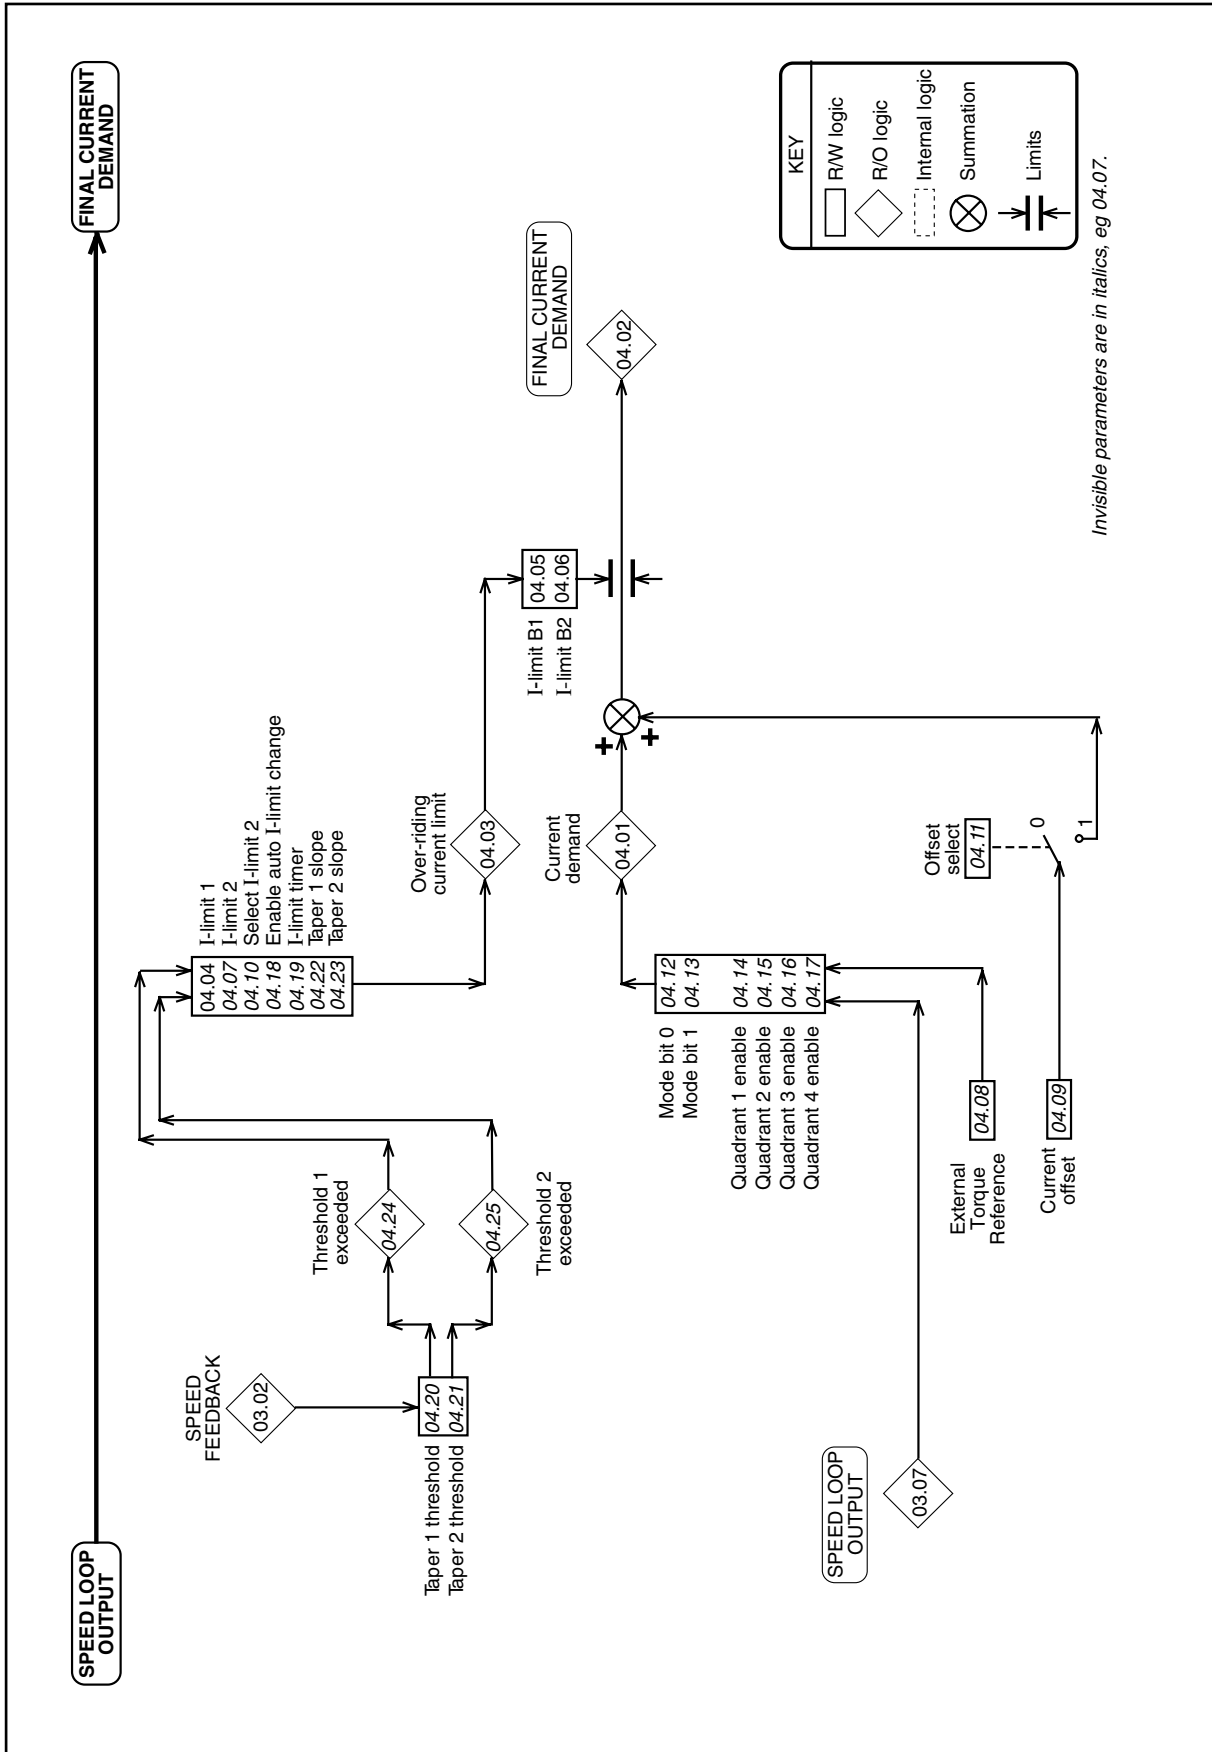 SPEED LOOP
OUTPUT
FINAL CURRENT
DEMAND
SPEED
FEEDBACK
03.02
Taper 1 threshold
Taper 2 threshold
04.20
04.21
Threshold 1
exceeded
04.24
04.25
Threshold 2
exceeded
04.04
04.07
04.10
04.18
04.19
04.22
04.23
I-limit 1
I-limit 2
Select I-limit 2
Enable auto I-limit change
I-limit timer
Taper 1 slope
Taper 2 slope
Over-riding
current limit
04.03
I-limit B1
I-limit B2
04.05
04.06
FINAL CURRENT
DEMAND
04.02
Current
demand
04.01
+
+
Mode bit 0
Mode bit 1
Quadrant 1 enable
Quadrant 2 enable
Quadrant 3 enable
Quadrant 4 enable
04.12
04.13
04.14
04.15
04.16
04.17
SPEED LOOP
OUTPUT
03.07
External
Torque
Reference
04.08
Current
offset
04.09
Offset
select
04.11
0
1
KEY
R/W logic
R/O logic
Internal logic
Summation
Limits
Invisible parameters are in italics, eg 04.07.